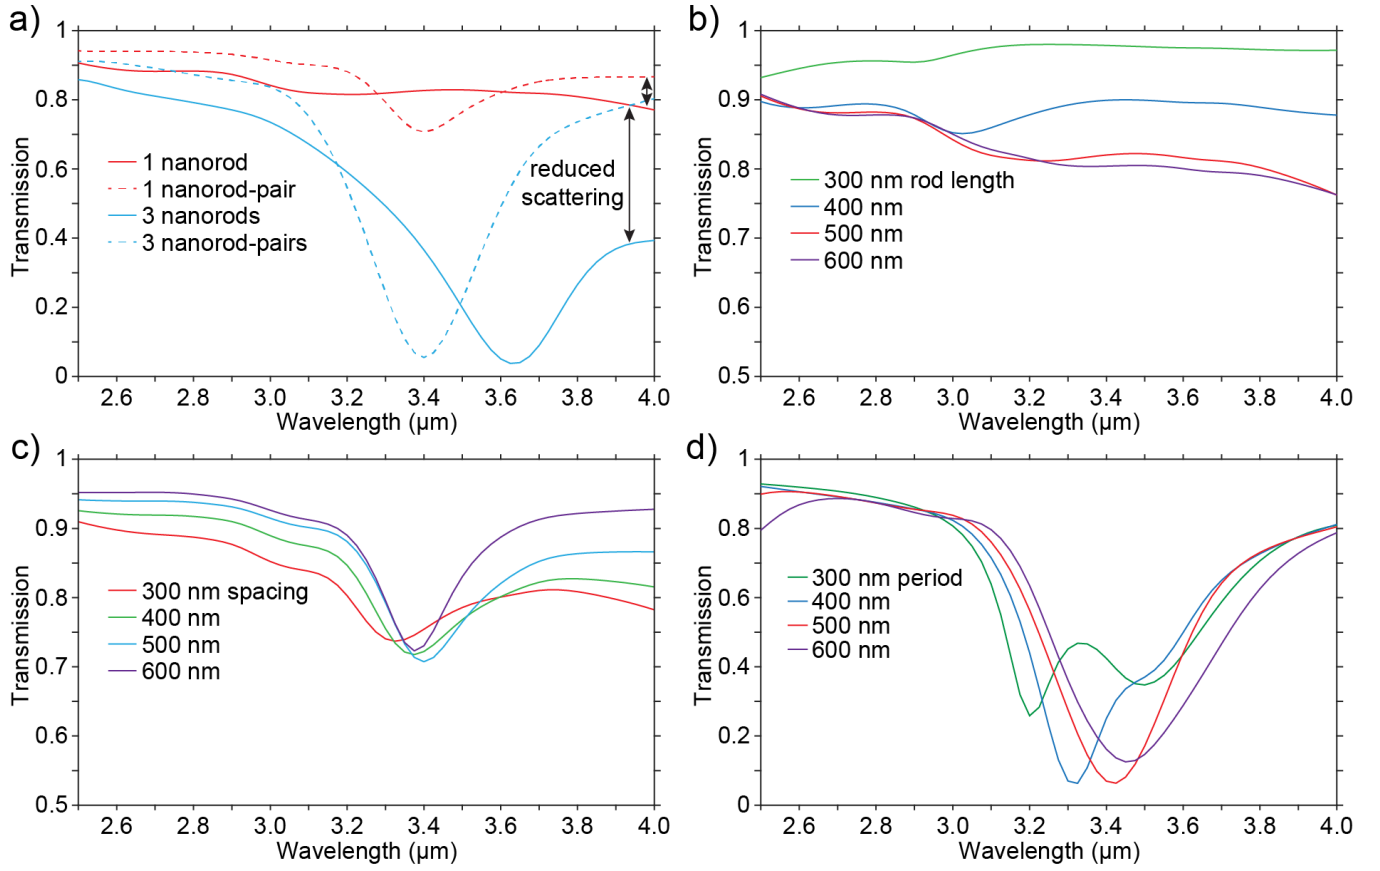 a)
1
0.8
0.6
0.4
0.2
0
Transmission
1 nanorod
1 nanorod-pair
3 nanorods
3 nanorod-pairs
reduced
scattering
2.6 2.8 3.0 3.2 3.4 3.6 3.8 4.0
Wavelength (μm)
b)
1
0.9
0.8
0.7
0.6
0.5
Transmission
300 nm rod length
400 nm
500 nm
600 nm
2.6 2.8 3.0 3.2 3.4 3.6 3.8 4.0
Wavelength (μm)
c)
1
0.9
0.8
0.7
0.6
0.5
Transmission
300 nm spacing
400 nm
500 nm
600 nm
2.6 2.8 3.0 3.2 3.4 3.6 3.8 4.0
Wavelength (μm)
d)
1
0.8
0.6
0.4
0.2
0
Transmission
300 nm period
400 nm
500 nm
600 nm
2.6 2.8 3.0 3.2 3.4 3.6 3.8 4.0
Wavelength (μm)